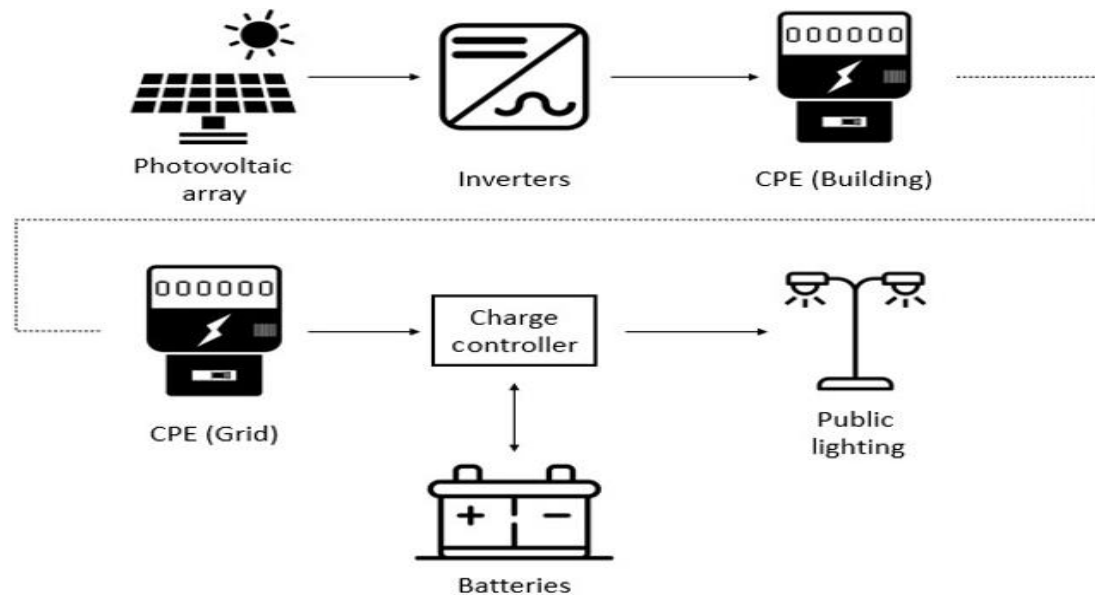 000000
Photovoltaic
array
Inverters
CPE (Building)
000000
Charge
controller
CPE (Grid)
Public
lighting
+ −
Batteries